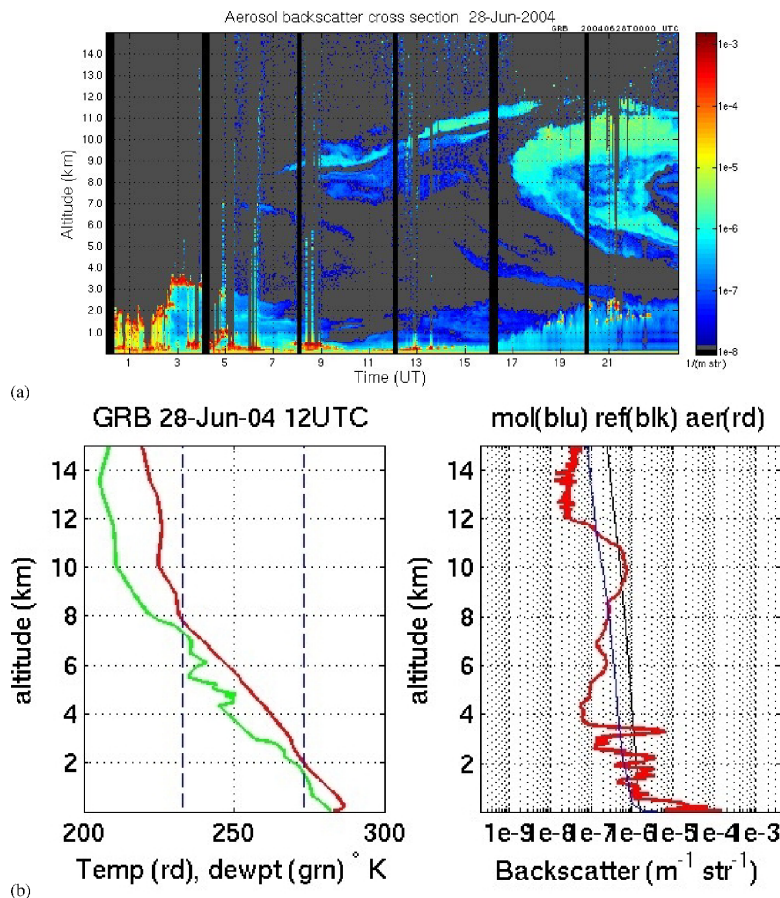 Aerosol backscatter cross section 28-Jun-2004
GRB 20040628T0000 UTC
15.0
14.0
13.0
12.0
11.0
10.0
9.0
8.0
7.0
6.0
5.0
4.0
3.0
2.0
1.0
Altitude (km)
1 3 5 7 9 11 13 15 17 19 21
Time (UT)
1e-3
1e-4
1e-5
1e-6
1e-7
1e-8
1/(m str)
(a)
GRB 28-Jun-04 12UTC
14
12
10
8
6
4
2
altitude (km)
200 250 300
Temp (rd), dewpt (grn) ° K
mol(blu) ref(blk) aer(rd)
14
12
10
8
6
4
2
altitude (km)
1e-9 1e-8 1e-7 1e-6 1e-5 1e-4 1e-3
Backscatter (m-1 str-1)
(b)